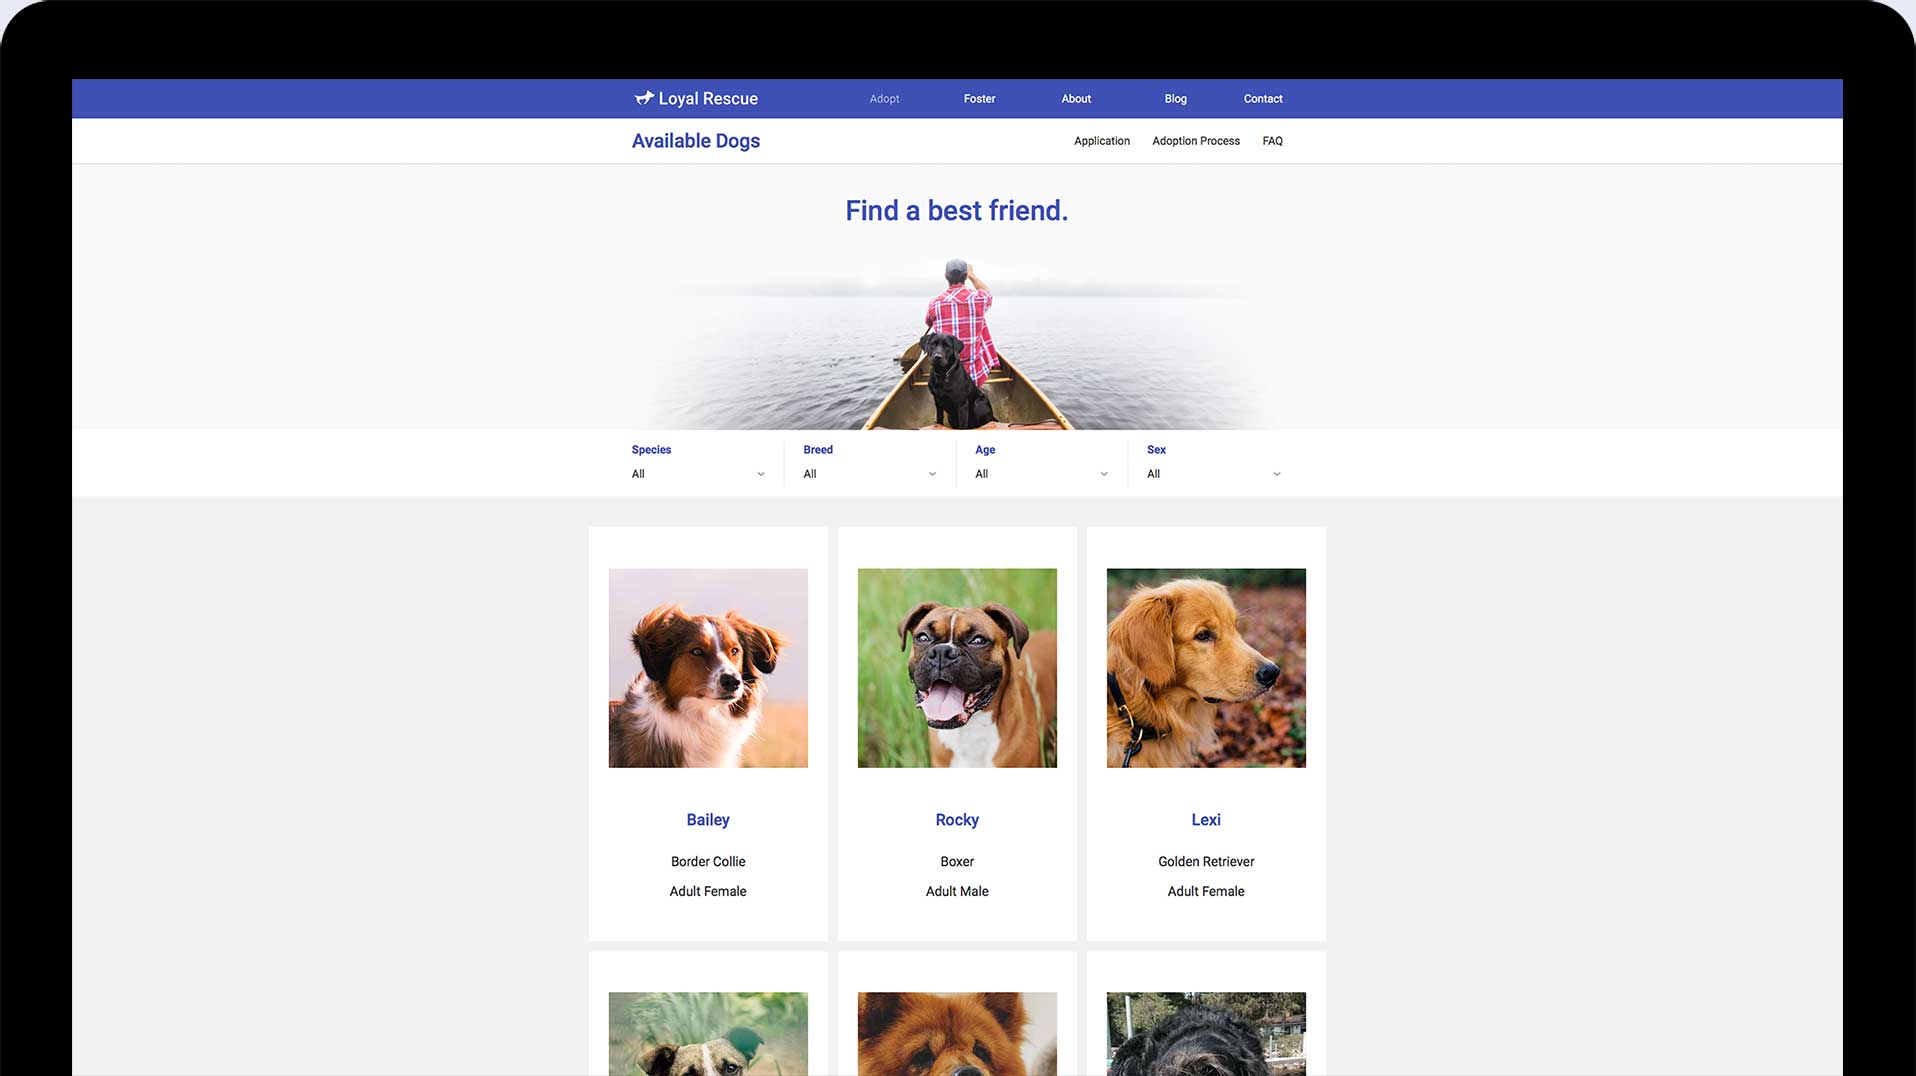 Loyal Rescue Adopt Foster About Blog Contact
Available Dogs Application Adoption Process FAQ
Find a best friend.
Species Breed Age Sex
All All All All
Bailey Rocky Lexi
Border Collie Boxer Golden Retriever
Adult Female Adult Male Adult Female